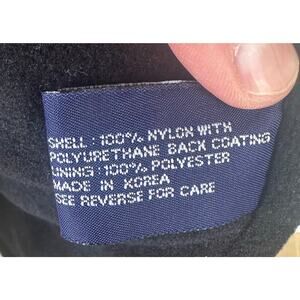 SHELL : 100% NYLON WITH
POLYURETHANE BACK COATING
LINING : 100% POLYESTER
MADE IN KOREA
SEE REVERSE FOR CARE